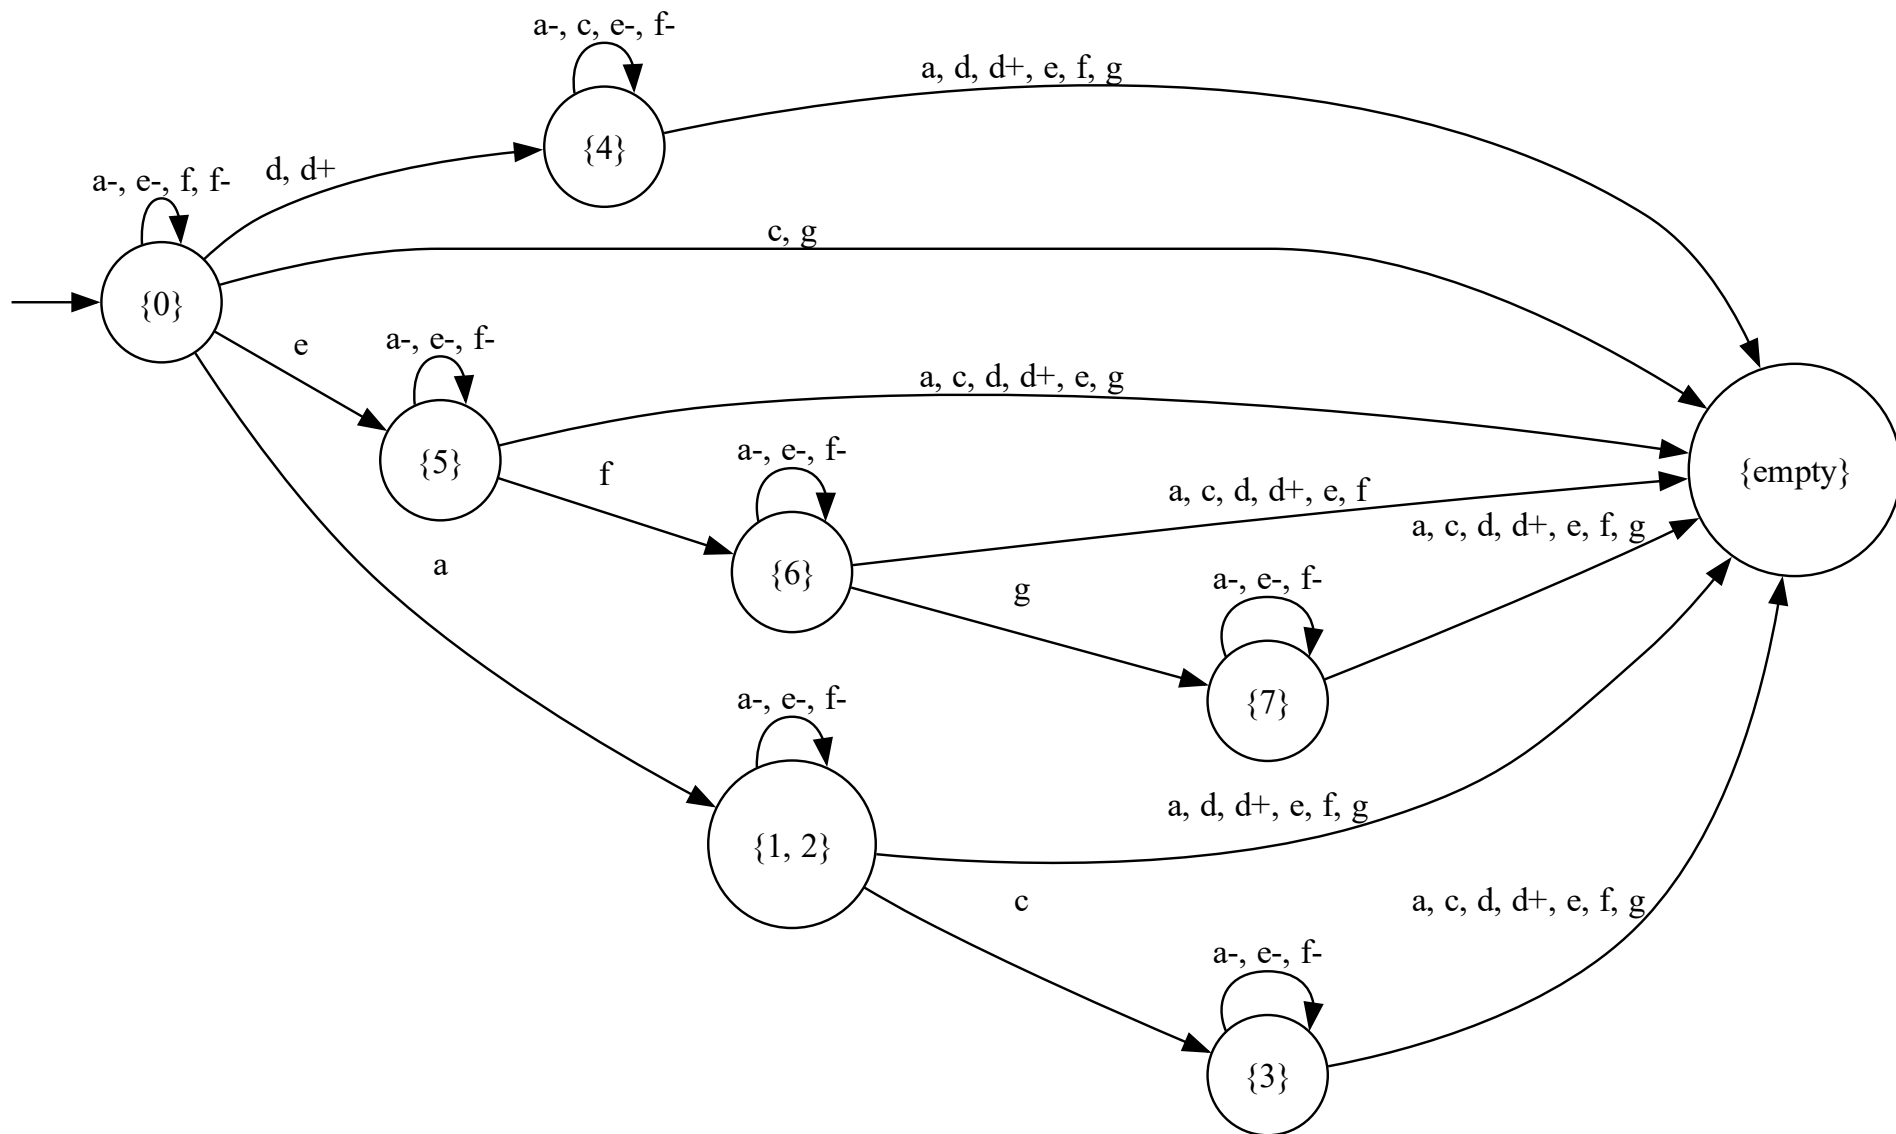 a-, c, e-, f-
a, d, d+, e, f, g
{4}
d, d+
a-, e-, f, f-
c, g
{0}
e
a-, e-, f-
a, c, d, d+, e, g
{5}
f
a-, e-, f-
{empty}
a, c, d, d+, e, f
a, c, d, d+, e, f, g
a
{6}
g
a-, e-, f-
{7}
a-, e-, f-
a, d, d+, e, f, g
{1, 2}
c
a, c, d, d+, e, f, g
a-, e-, f-
{3}